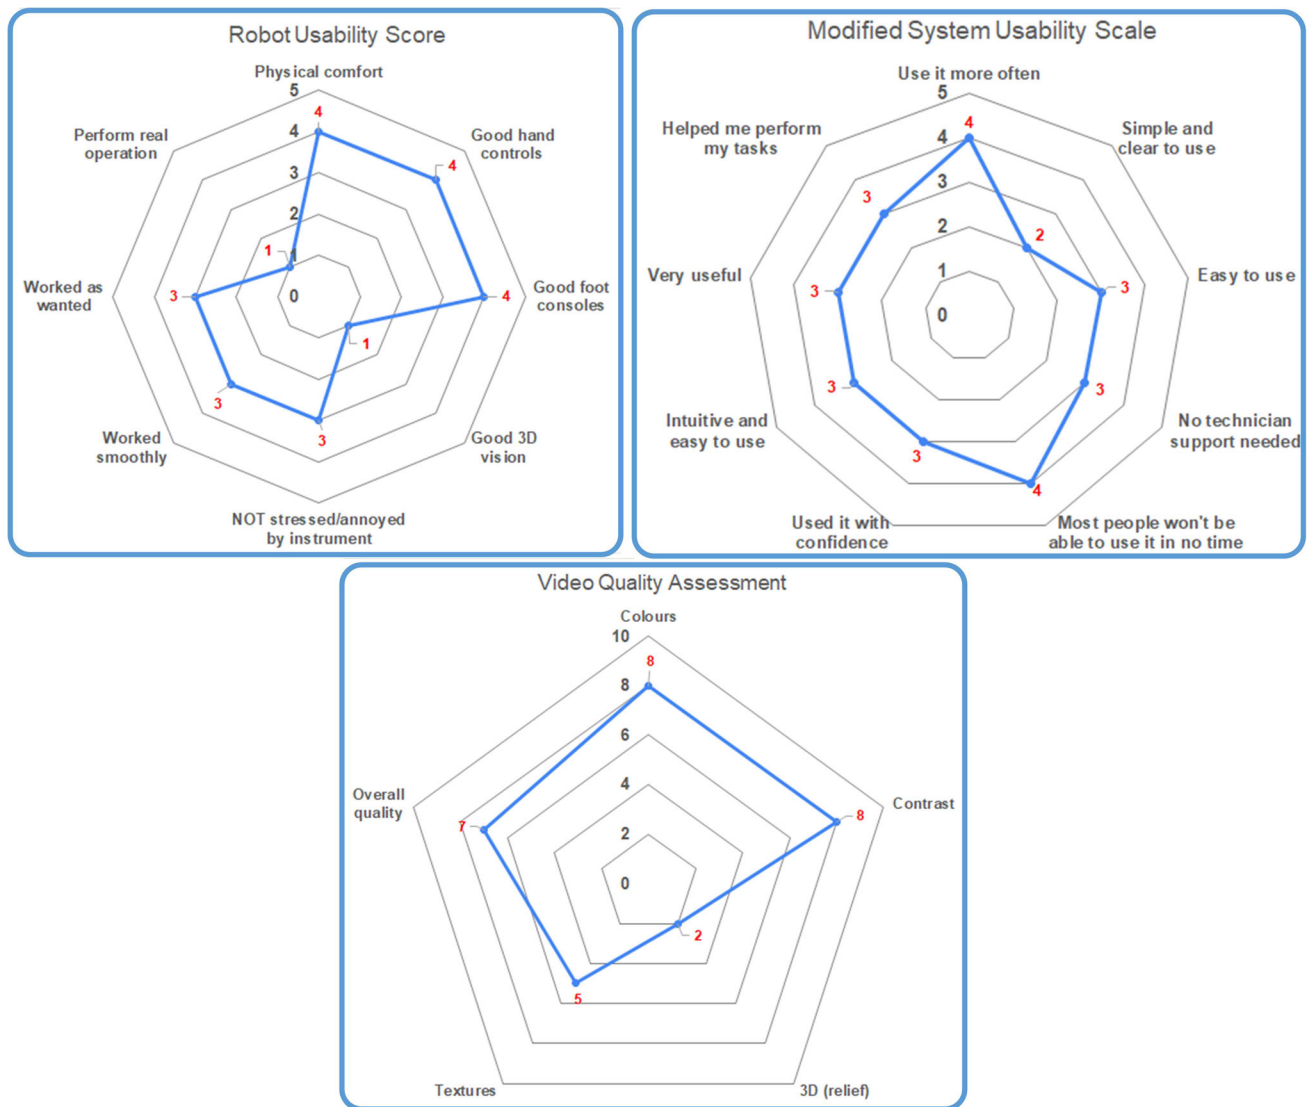 Robot Usability Score
Physical comfort
5
4
4
3
2
1
0
Good hand
controls
4
Good foot
consoles
4
Good 3D
vision
1
NOT stressed/annoyed
by instrument
3
Worked
smoothly
3
Worked as
wanted
3
Perform real
operation
1
Modified System Usability Scale
Use it more often
5
4
4
3
2
1
0
Simple and
clear to use
2
Easy to use
3
No technician
support needed
3
Most people won't be
able to use it in no time
4
Used it with
confidence
3
Intuitive and
easy to use
3
Very useful
3
Helped me perform
my tasks
3
Video Quality Assessment
Colours
10
8
8
6
4
2
0
Contrast
8
3D (relief)
2
Textures
5
Overall
quality
7